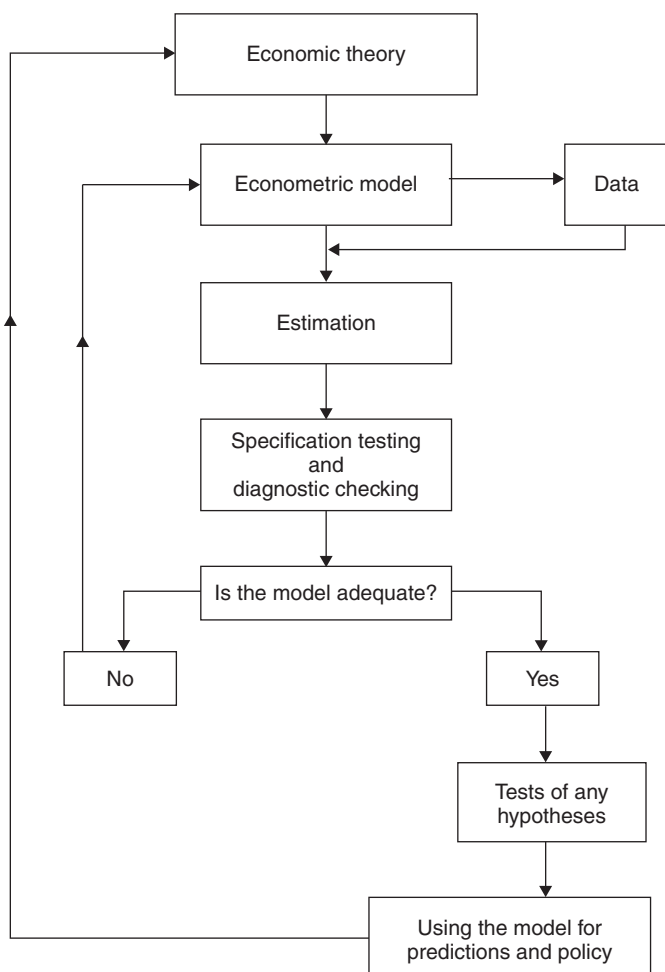 Economic theory
Econometric model
Data
Estimation
Specification testing
and
diagnostic checking
Is the model adequate?
No
Yes
Tests of any
hypotheses
Using the model for
predictions and policy